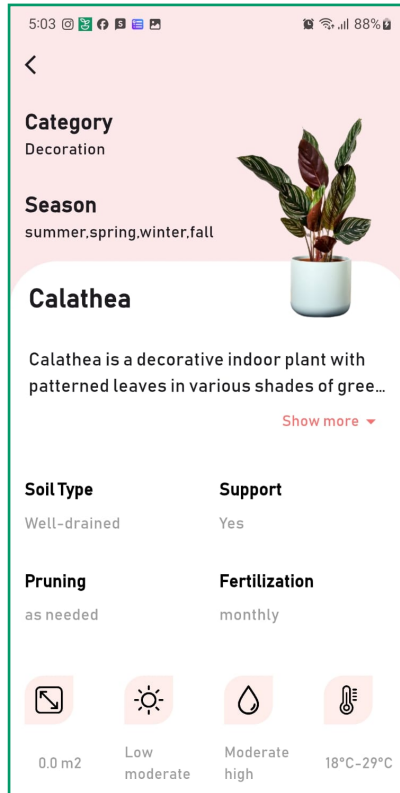 5:03
88%
Category
Decoration
Season
summer,spring,winter,fall
Calathea
Calathea is a decorative indoor plant with
patterned leaves in various shades of gree...
Show more
Soil Type
Support
Well-drained
Yes
Pruning
Fertilization
as needed
monthly
0.0 m2
Low
moderate
Moderate
high
18°C-29°C